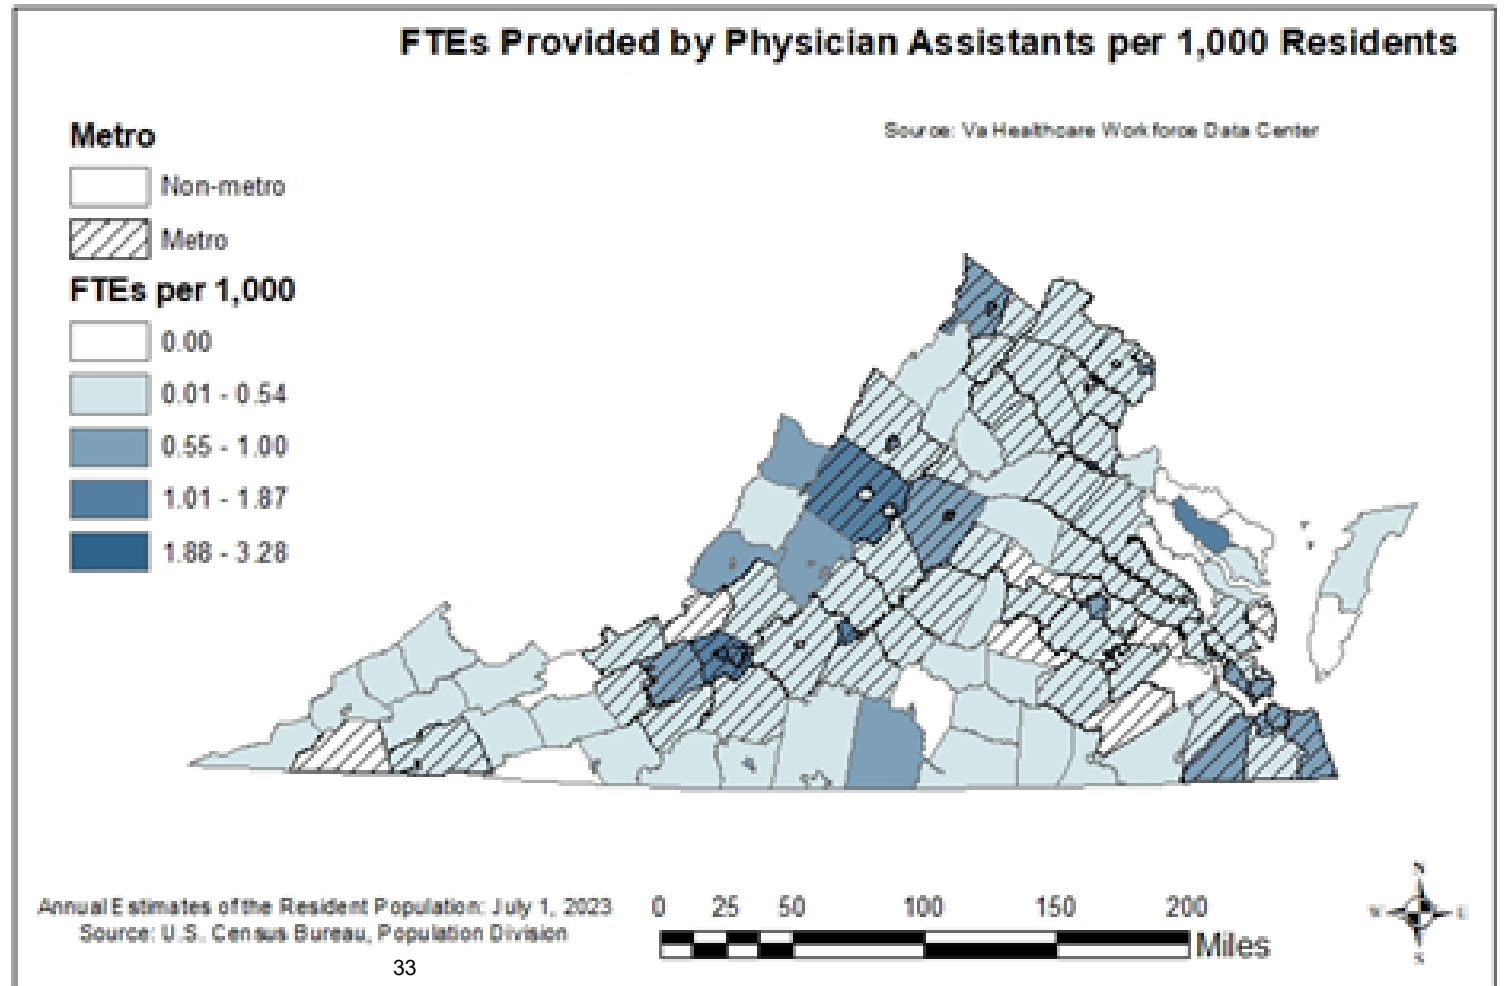 FTEs Provided by Physician Assistants per 1,000 Residents
Source: Va Healthcare Work force Data Center
Metro
Non-metro
Metro
FTEs per 1,000
0.00
0.01 - 0.54
0.55 - 1.00
1.01 - 1.87
1.88 - 3.28
Annual Estimates of the Resident Population: July 1, 2023
Source: U.S. Census Bureau, Population Division
33
0 25 50 100 150 200
Miles
N
W E
S